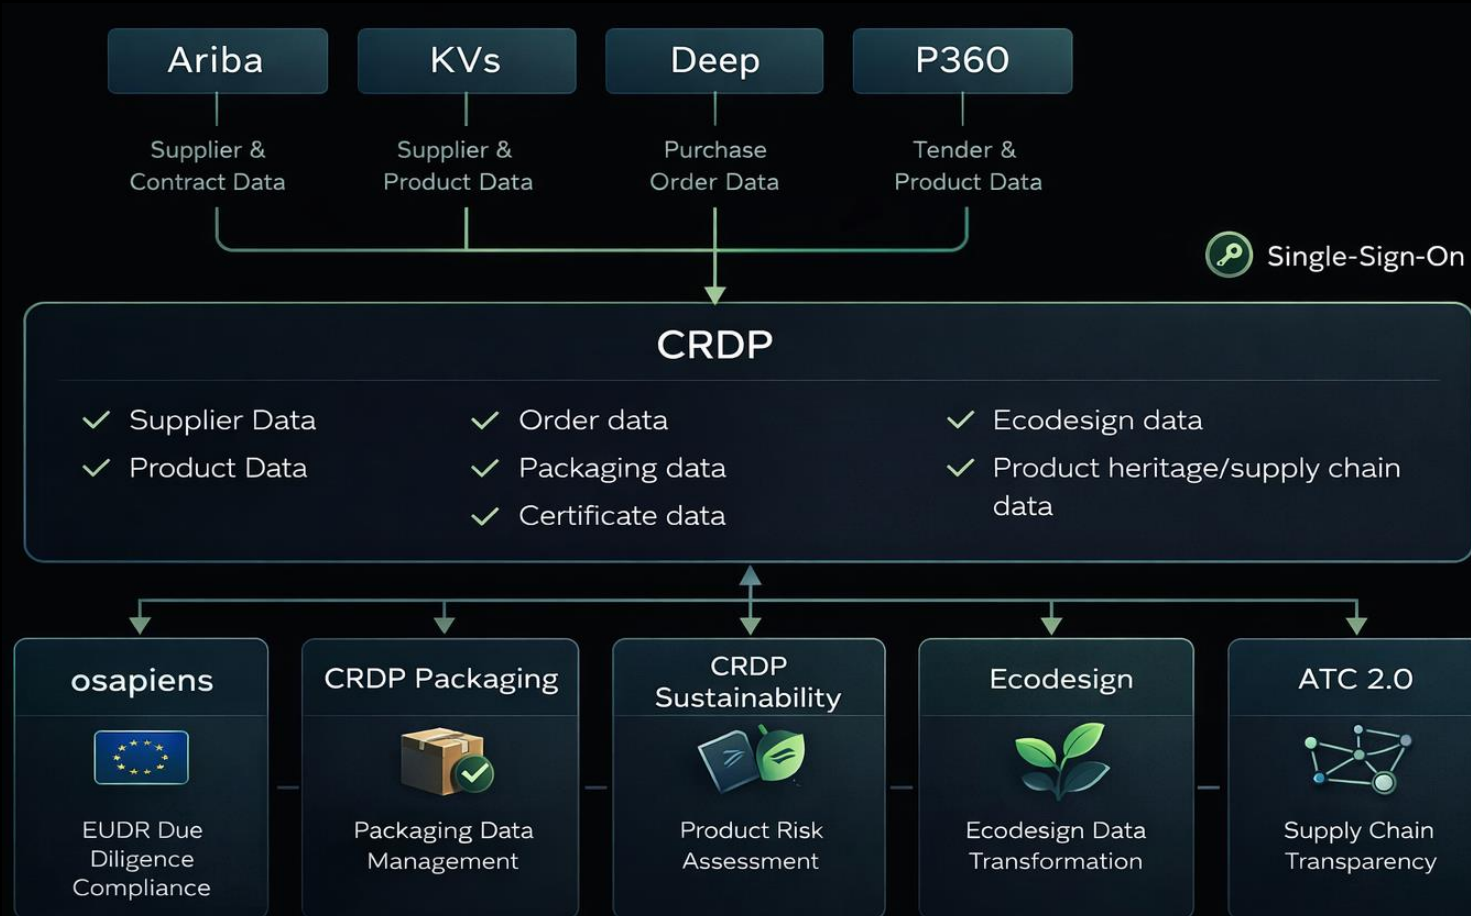 Ariba
KVs
Deep
P360
Supplier &
Contract Data
Supplier &
Product Data
Purchase
Order Data
Tender &
Product Data
Single-Sign-On
CRDP
Supplier Data
Product Data
Order data
Packaging data
Certificate data
Ecodesign data
Product heritage/supply chain
data
osapiens
EUDR Due
Diligence
Compliance
CRDP Packaging
Packaging Data
Management
CRDP
Sustainability
Product Risk
Assessment
Ecodesign
Ecodesign Data
Transformation
ATC 2.0
Supply Chain
Transparency